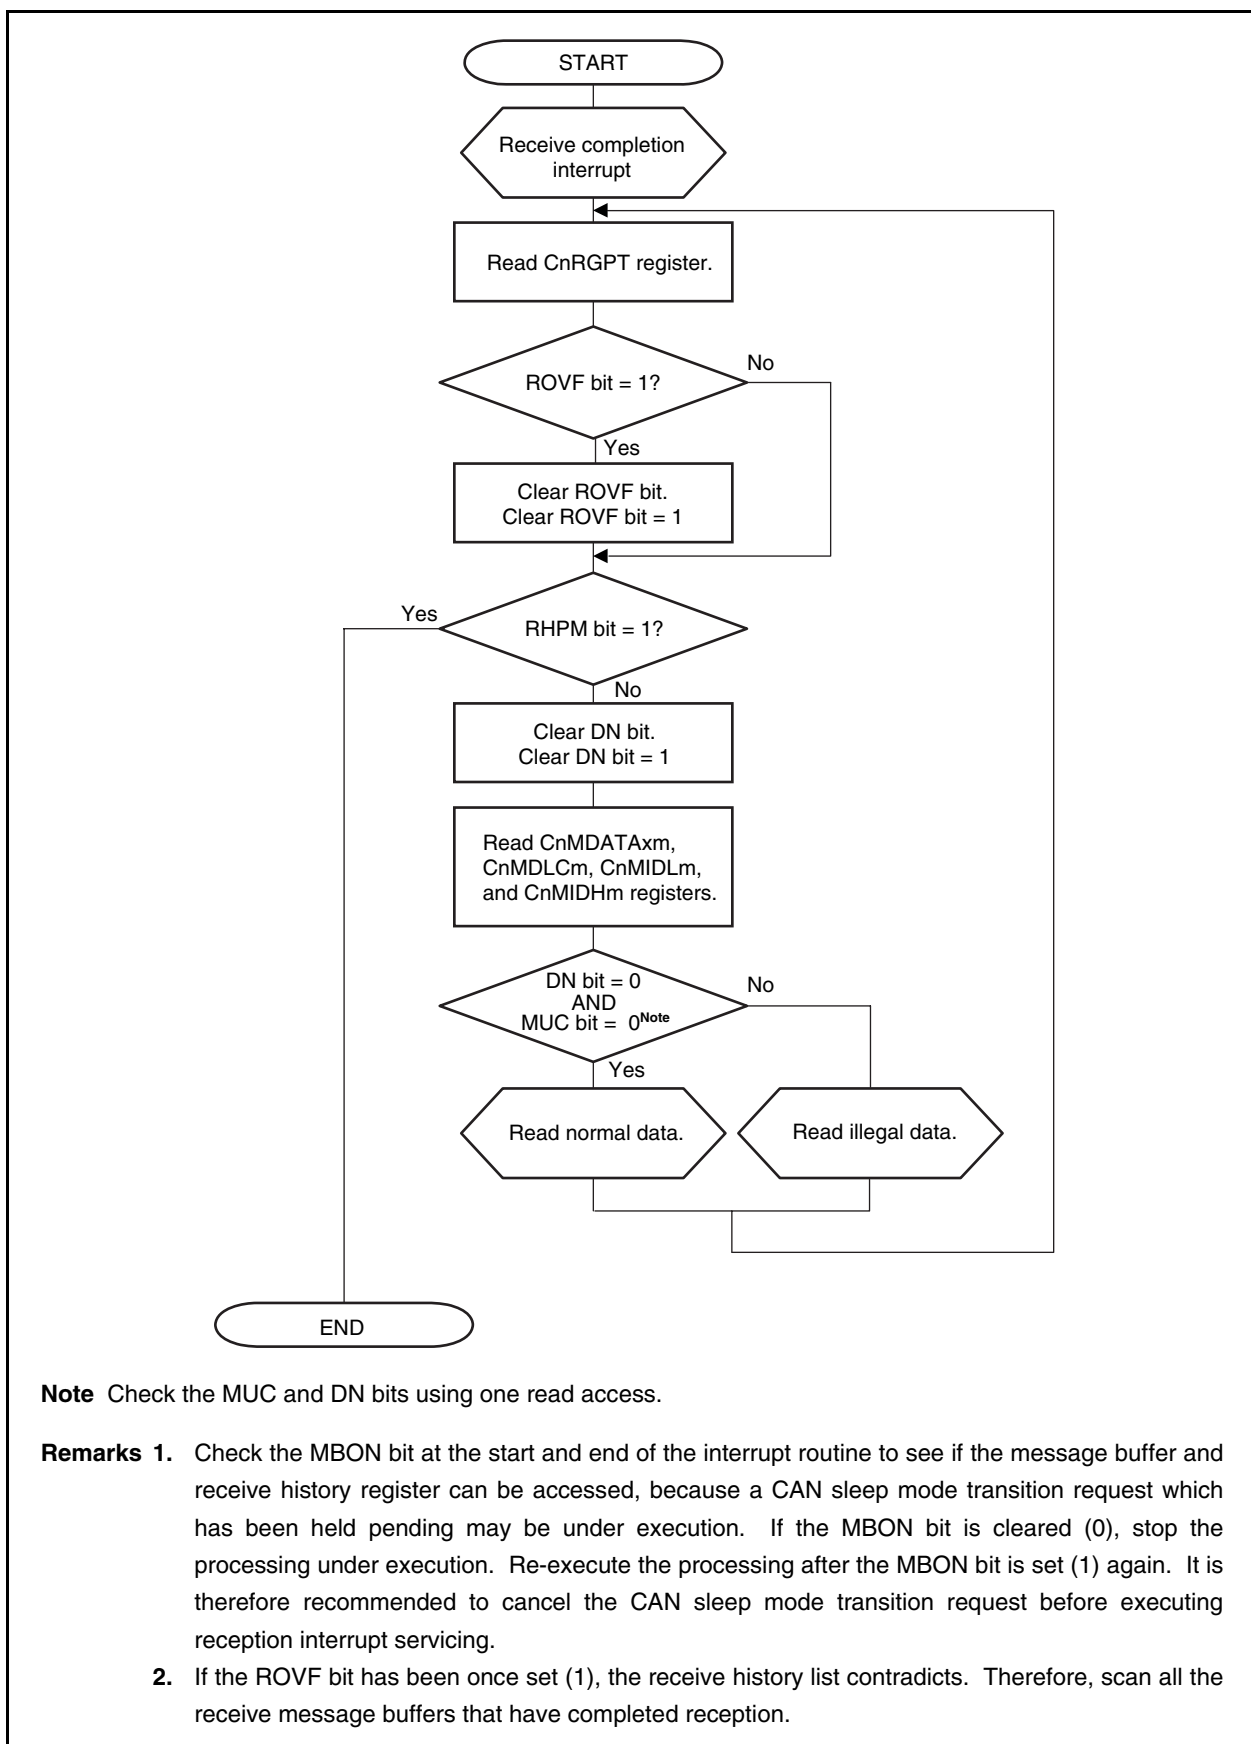 START
Receive completion
interrupt
Read CnRGPT register.
ROVF bit = 1?
No
Yes
Clear ROVF bit.
Clear ROVF bit = 1
Yes
RHPM bit = 1?
No
Clear DN bit.
Clear DN bit = 1
Read CnMDATAxm,
CnMDLCm, CnMIDLm,
and CnMIDHm registers.
DN bit = 0
AND
MUC bit = 0Note
No
Yes
Read normal data.
Read illegal data.
END
Note Check the MUC and DN bits using one read access.
Remarks 1. Check the MBON bit at the start and end of the interrupt routine to see if the message buffer and
receive history register can be accessed, because a CAN sleep mode transition request which
has been held pending may be under execution. If the MBON bit is cleared (0), stop the
processing under execution. Re-execute the processing after the MBON bit is set (1) again. It is
therefore recommended to cancel the CAN sleep mode transition request before executing
reception interrupt servicing.
2. If the ROVF bit has been once set (1), the receive history list contradicts. Therefore, scan all the
receive message buffers that have completed reception.